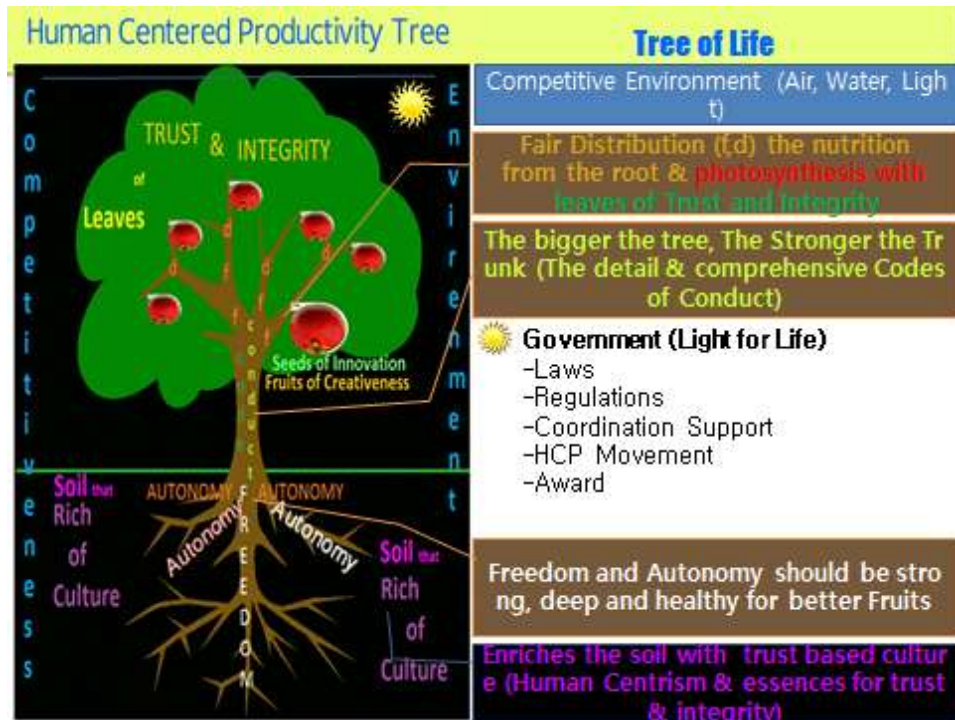 Human Centered Productivity Tree
Competitiveness
Envirenment
TRUST & INTEGRITY
of
Leaves
d
d
d
d
d
f
f
f
f
conduct
Seeds of Innovation
Fruits of Creativeness
AUTONOMY AUTONOMY
Autonomy
Autonomy
FREEDOM
Soil that
Rich
of
Culture
Soil that
Rich
of
Culture
Tree of Life
Competitive Environment (Air, Water, Ligh
t)
Fair Distribution (f,d) the nutrition
from the root & photosynthesis with
leaves of Trust and Integrity
The bigger the tree, The Stronger the Tr
unk (The detail & comprehensive Codes
of Conduct)
Government (Light for Life)
-Laws
-Regulations
-Coordination Support
-HCP Movement
-Award
Freedom and Autonomy should be stro
ng, deep and healthy for better Fruits
Enriches the soil with trust based cultur
e (Human Centrism & essences for trust
& integrity)